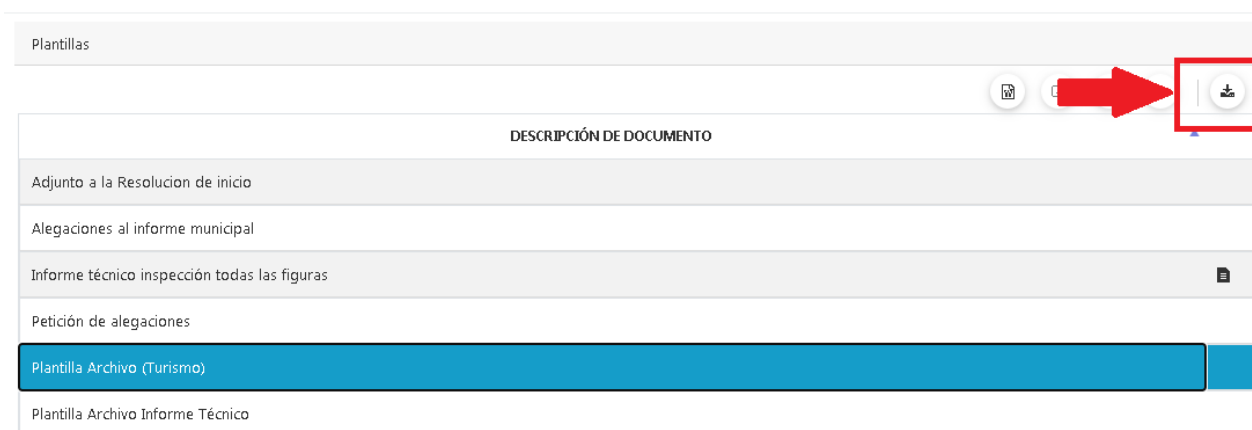 Plantillas
DESCRIPCIÓN DE DOCUMENTO
Adjunto a la Resolucion de inicio
Alegaciones al informe municipal
Informe técnico inspección todas las figuras
Petición de alegaciones
Plantilla Archivo (Turismo)
Plantilla Archivo Informe Técnico